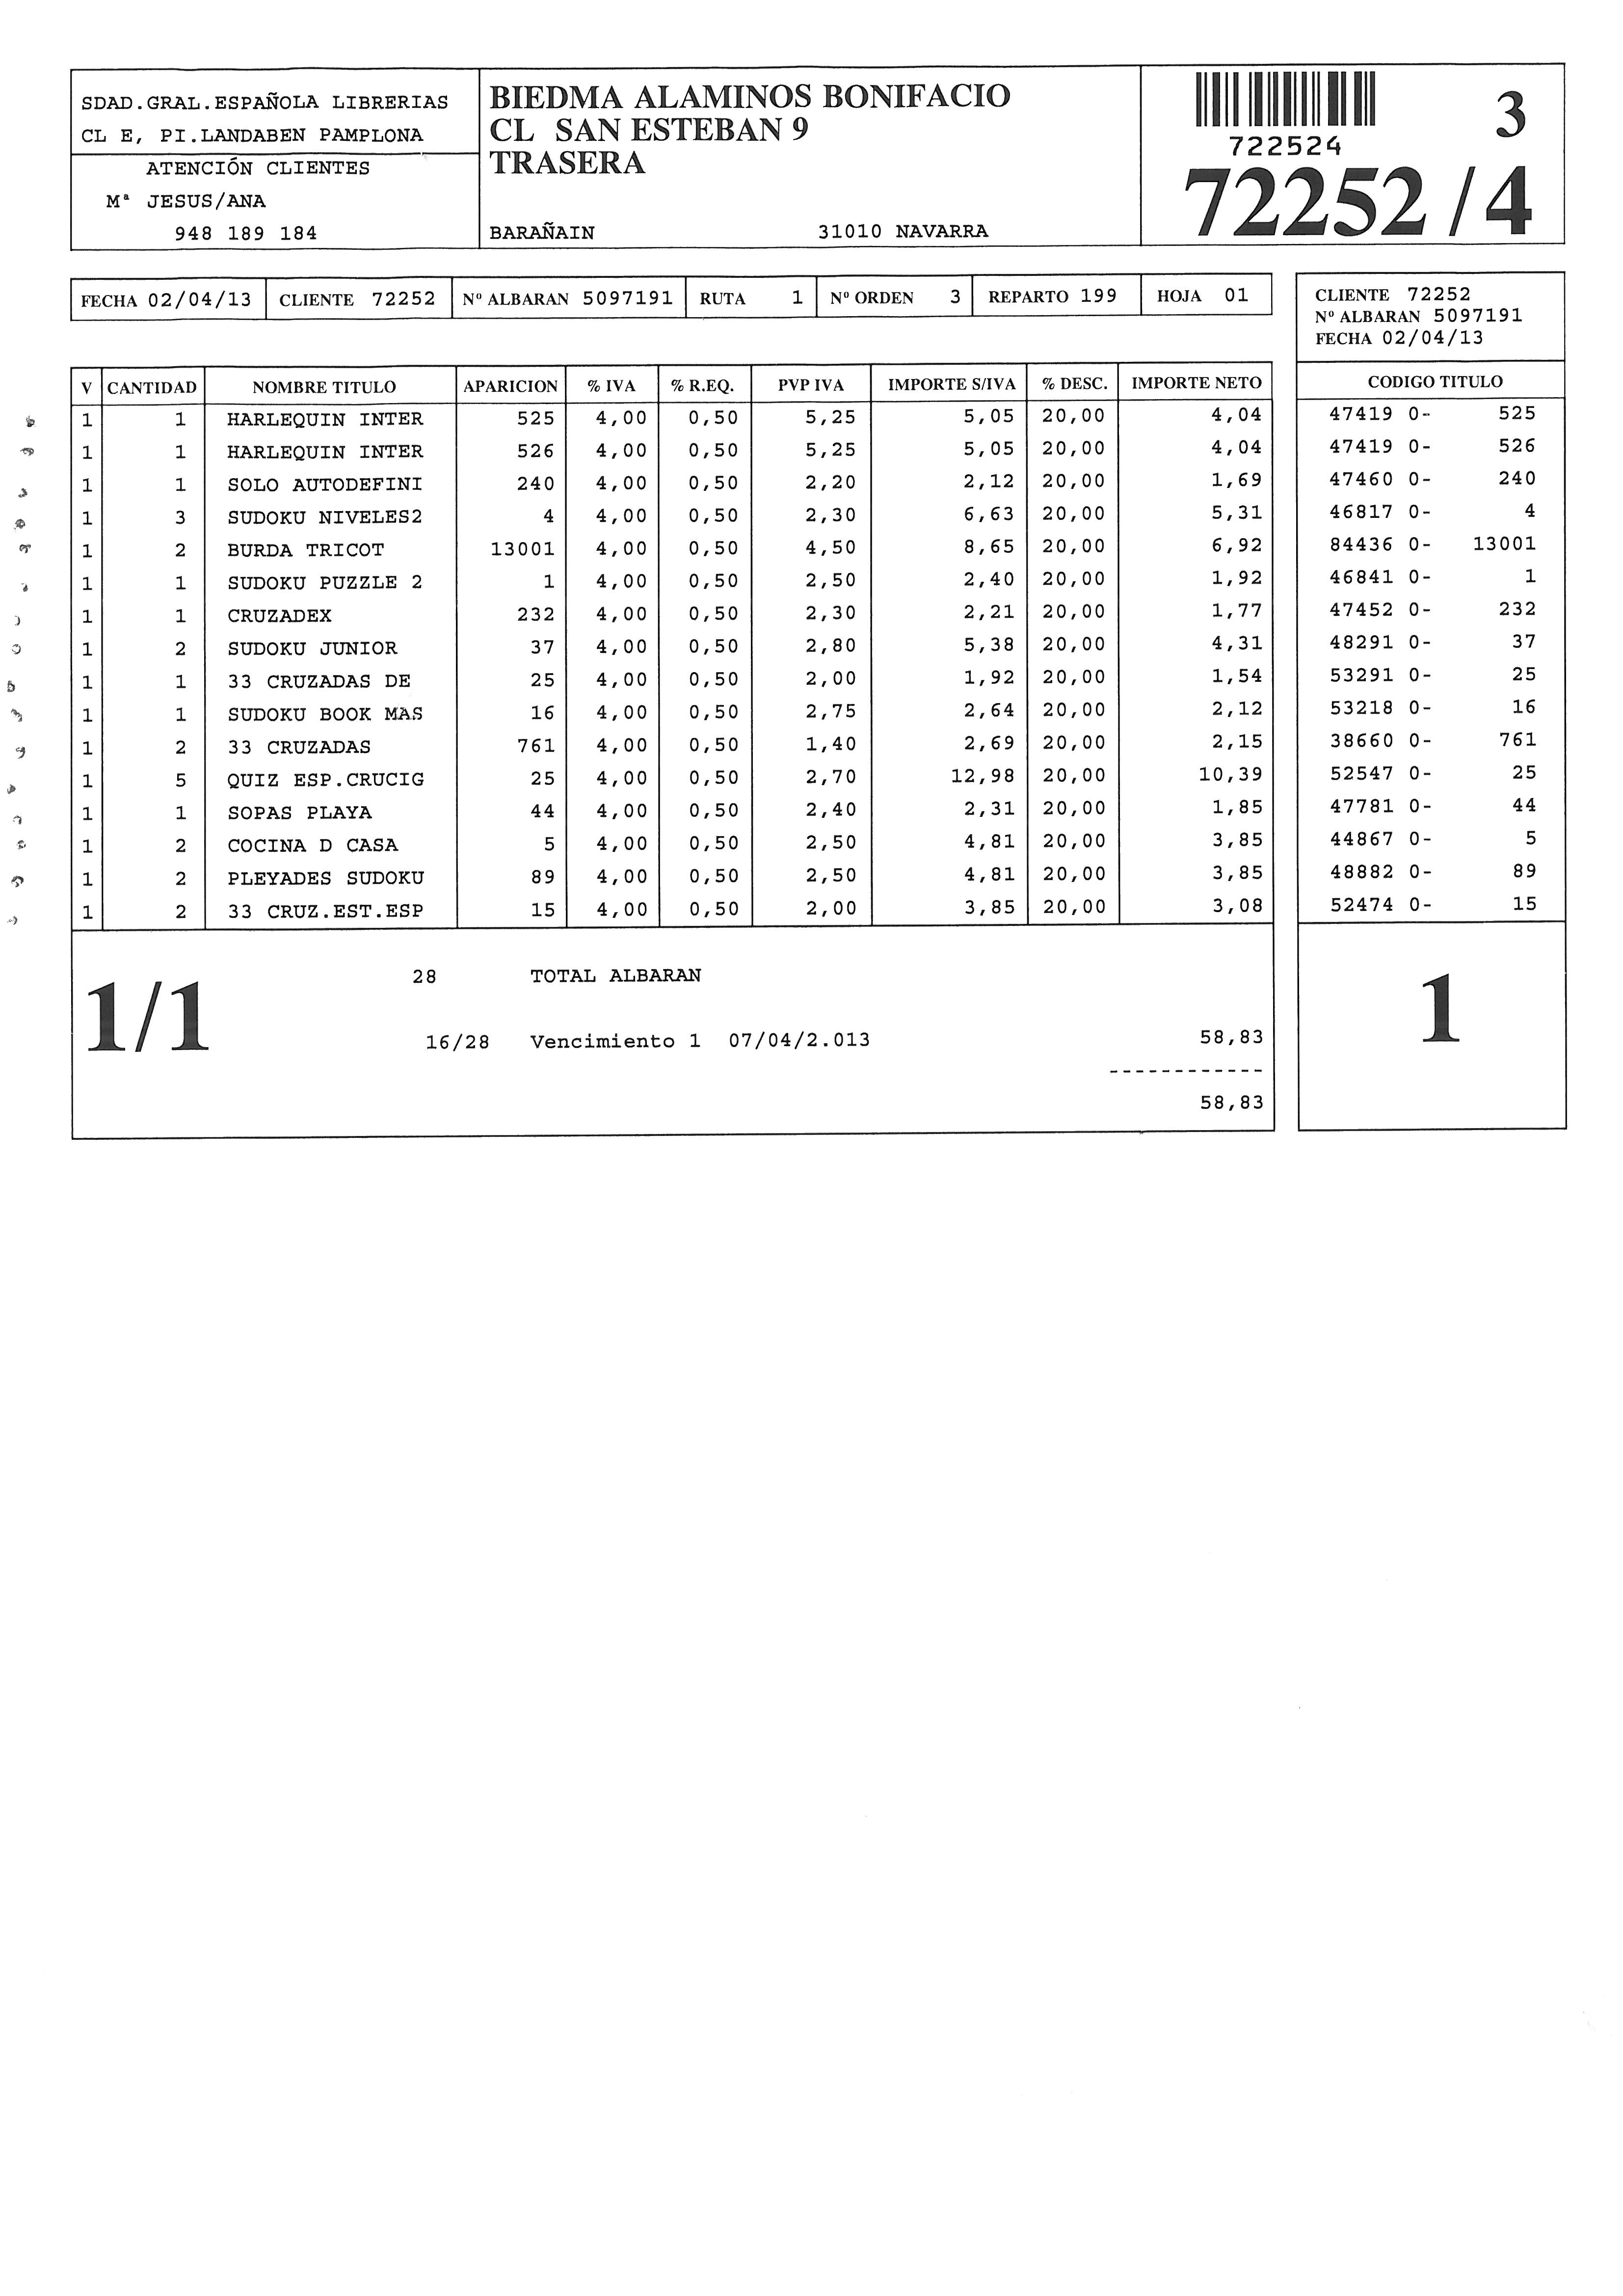 SDAD.GRAL.ESPAÑOLA LIBRERIAS
CL E, PI.LANDABEN PAMPLONA
ATENCIÓN CLIENTES
Mª JESUS/ANA
948 189 184
BIEDMA ALAMINOS BONIFACIO
CL SAN ESTEBAN 9
TRASERA
BARAÑAIN 31010 NAVARRA
3
722524
72252/4
FECHA 02/04/13 CLIENTE 72252 Nº ALBARAN 5097191 RUTA 1 Nº ORDEN 3 REPARTO 199 HOJA 01
CLIENTE 72252
Nº ALBARAN 5097191
FECHA 02/04/13
V CANTIDAD NOMBRE TITULO APARICION % IVA % R.EQ. PVP IVA IMPORTE S/IVA % DESC. IMPORTE NETO CODIGO TITULO
1 1 HARLEQUIN INTER 525 4,00 0,50 5,25 5,05 20,00 4,04 47419 0- 525
1 1 HARLEQUIN INTER 526 4,00 0,50 5,25 5,05 20,00 4,04 47419 0- 526
1 1 SOLO AUTODEFINI 240 4,00 0,50 2,20 2,12 20,00 1,69 47460 0- 240
1 3 SUDOKU NIVELES2 4 4,00 0,50 2,30 6,63 20,00 5,31 46817 0- 4
1 2 BURDA TRICOT 13001 4,00 0,50 4,50 8,65 20,00 6,92 84436 0- 13001
1 1 SUDOKU PUZZLE 2 1 4,00 0,50 2,50 2,40 20,00 1,92 46841 0- 1
1 1 CRUZADEX 232 4,00 0,50 2,30 2,21 20,00 1,77 47452 0- 232
1 2 SUDOKU JUNIOR 37 4,00 0,50 2,80 5,38 20,00 4,31 48291 0- 37
1 1 33 CRUZADAS DE 25 4,00 0,50 2,00 1,92 20,00 1,54 53291 0- 25
1 1 SUDOKU BOOK MAS 16 4,00 0,50 2,75 2,64 20,00 2,12 53218 0- 16
1 2 33 CRUZADAS 761 4,00 0,50 1,40 2,69 20,00 2,15 38660 0- 761
1 5 QUIZ ESP.CRUCIG 25 4,00 0,50 2,70 12,98 20,00 10,39 52547 0- 25
1 1 SOPAS PLAYA 44 4,00 0,50 2,40 2,31 20,00 1,85 47781 0- 44
1 2 COCINA D CASA 5 4,00 0,50 2,50 4,81 20,00 3,85 44867 0- 5
1 2 PLEYADES SUDOKU 89 4,00 0,50 2,50 4,81 20,00 3,85 48882 0- 89
1 2 33 CRUZ.EST.ESP 15 4,00 0,50 2,00 3,85 20,00 3,08 52474 0- 15
28 TOTAL ALBARAN
1/1
16/28 Vencimiento 1 07/04/2.013 58,83
------------
58,83
1